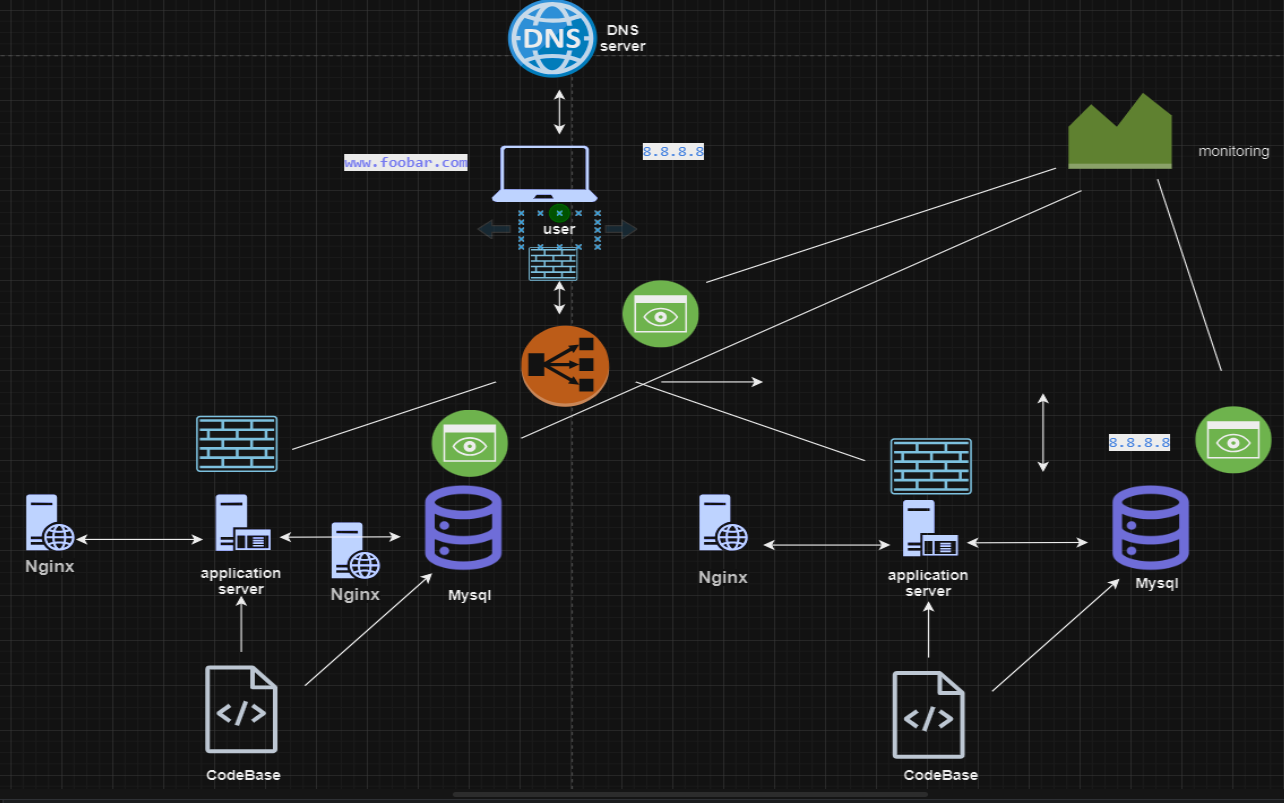 DNS
DNS
server
www.foobar.com
8.8.8.8
monitoring
user
8.8.8.8
Nginx
application
server
Nginx
Mysql
Nginx
application
server
Mysql
CodeBase
CodeBase